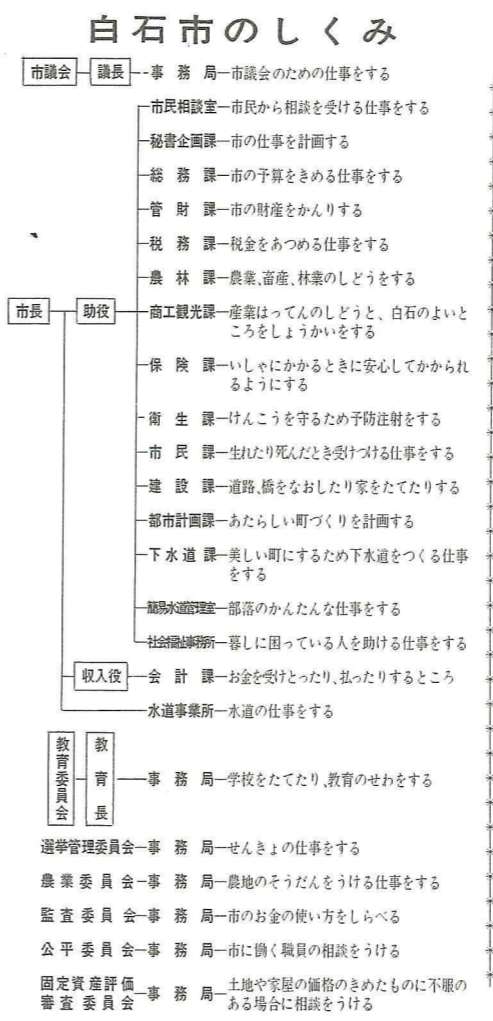 白石市のしくみ
市議会 議長 事務局 市議会のための仕事をする
市民相談室 市民から相談を受ける仕事をする
秘書企画課 市の仕事を計画する
総務課 市の予算をきめる仕事をする
管財課 市の財産をかんりする
税務課 税金をあつめる仕事をする
農林課 農業、畜産、林業のしどうをする
市長 助役 商工観光課 産業はってんのしどうと、白石のよいと
ころをしょうかいをする
保険課 いしゃにかかるときに安心してかかられ
るようにする
衛生課 けんこうを守るため予防注射をする
市民課 生れたり死んだとき受けつける仕事をする
建設課 道路、橋をなおしたり家をたてたりする
都市計画課 あたらしい町づくりを計画する
下水道課 美しい町にするため下水道をつくる仕事
をする
簡易水道管理室 部落のかんたんな仕事をする
社会福祉事務所 暮しに困っている人を助ける仕事をする
収入役 会計課 お金を受けとったり、払ったりするところ
水道事業所 水道の仕事をする
教育委員会 教育長 事務局 学校をたてたり、教育のせわをする
選挙管理委員会 事務局 せんきょの仕事をする
農業委員会 事務局 農地のそうだんをうける仕事をする
監査委員会 事務局 市のお金の使い方をしらべる
公平委員会 事務局 市に働く職員の相談をうける
固定資産評価
審査委員会 事務局 土地や家屋の価格のきめたものに不服の
ある場合に相談をうける